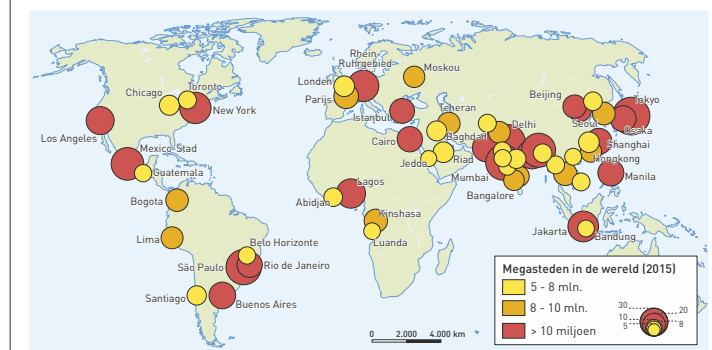 Rhein-
Ruhrgebied
Moskou
Londen
Toronto
Chicago
Parijs
Beijing
Tokyo
Teheran
New York
Istanbul
Delhi
Seoul
Osaka
Los Angeles
Cairo
Baghdad
Shanghai
Mexico-Stad
Jedda
Riad
Hongkong
Guatemala
Mumbai
Manila
Lagos
Bangalore
Bogota
Abidjan
Kinshasa
Jakarta
Lima
Belo Horizonte
Luanda
Bandung
São Paulo
Rio de Janeiro
Santiago
Buenos Aires
Megasteden in de wereld (2015)
5 - 8 mln.
8 - 10 mln.
> 10 miljoen
30
20
10
5
8
0 2.000 4.000 km